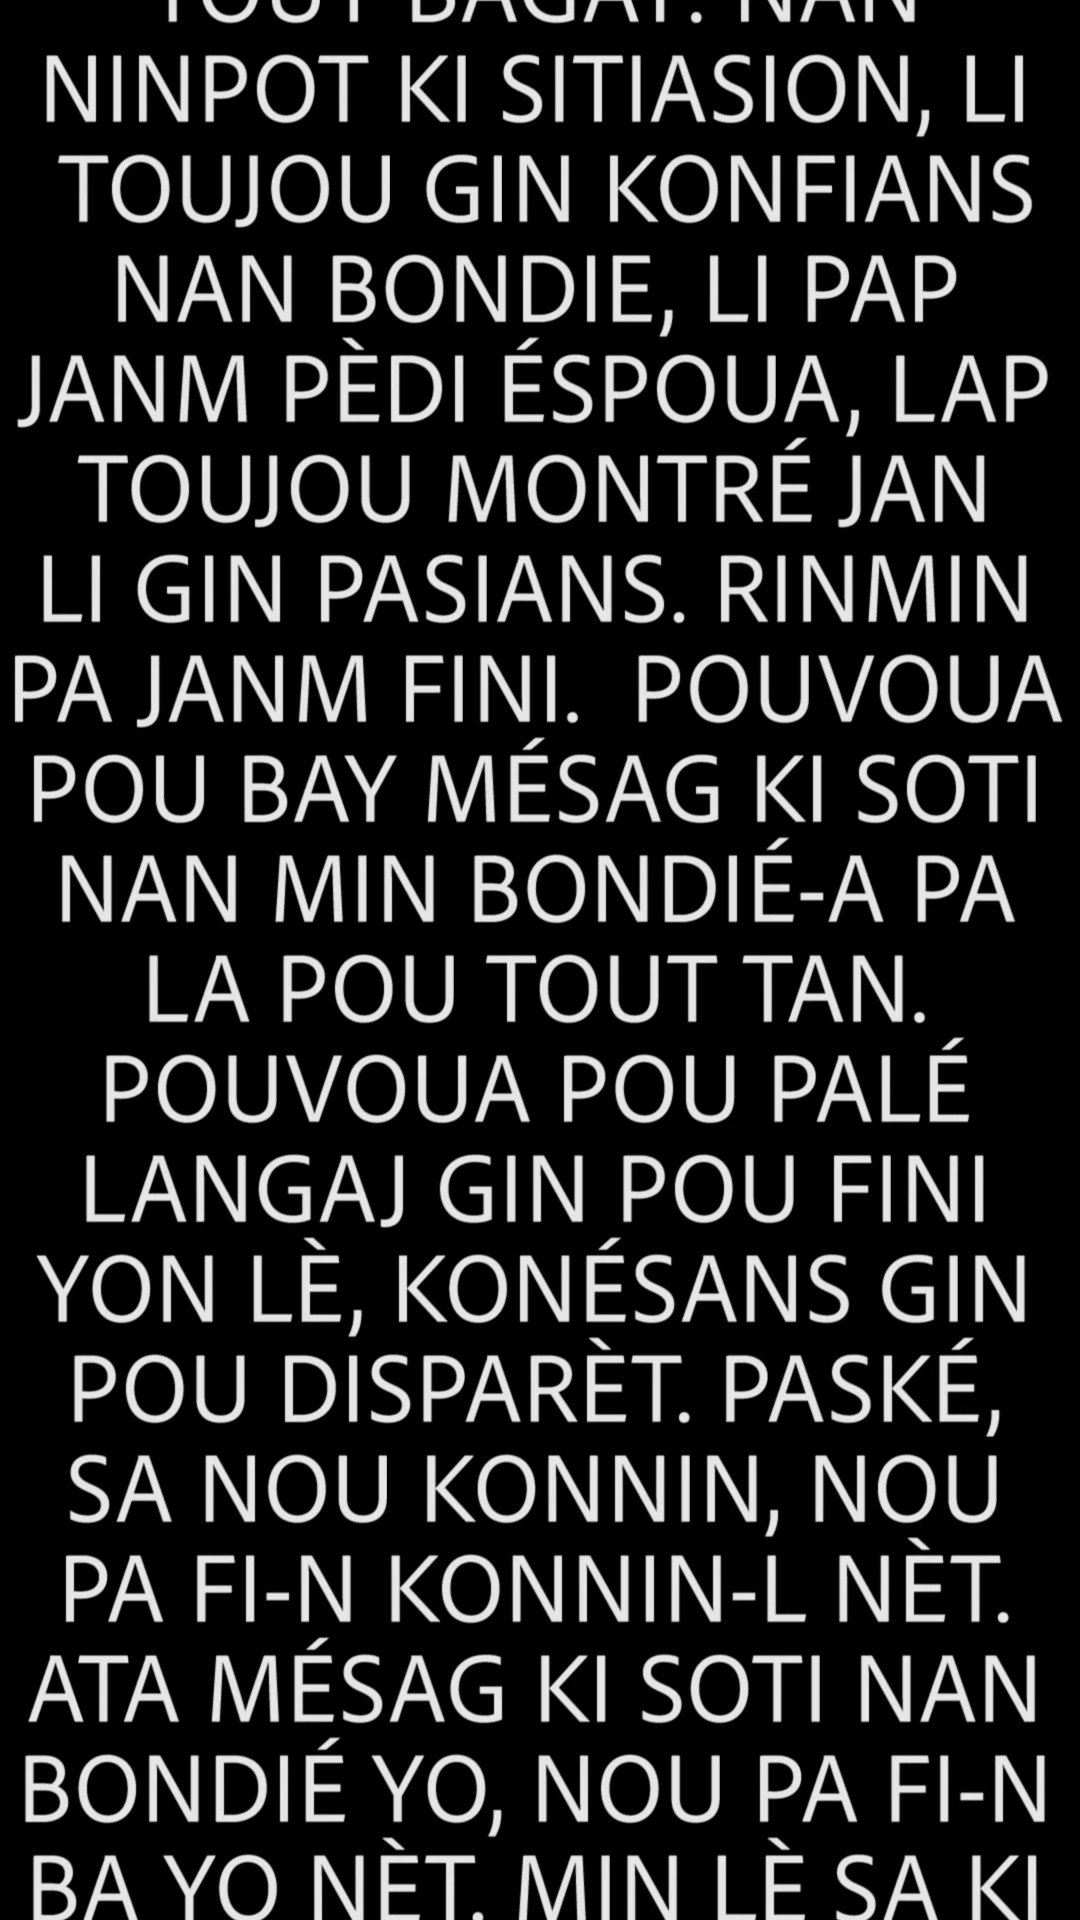 TOUT BAGAY. NAN
NINPOT KI SITIASION, LI
TOUJOU GIN KONFIANS
NAN BONDIE, LI PAP
JANM PÈDI ÉSPOUA, LAP
TOUJOU MONTRÉ JAN
LI GIN PASIANS. RINMIN
PA JANM FINI. POUVOUA
POU BAY MÉSAG KI SOTI
NAN MIN BONDIÉ-A PA
LA POU TOUT TAN.
POUVOUA POU PALÉ
LANGAJ GIN POU FINI
YON LÈ, KONÉSANS GIN
POU DISPARÈT. PASKÉ,
SA NOU KONNIN, NOU
PA FI-N KONNIN-L NÈT.
ATA MÉSAG KI SOTI NAN
BONDIÉ YO, NOU PA FI-N
BA YO NÈT. MIN LÈ SA KI